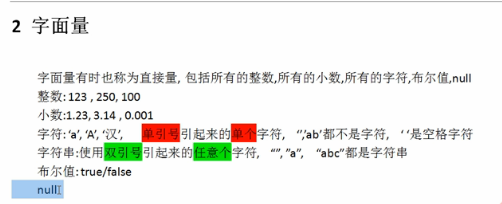 2 字面量
字面量有时也称为直接量, 包括所有的整数,所有的小数,所有的字符,布尔值,null
整数: 123 , 250, 100
小数:1.23, 3.14 , 0.001
字符: ‘a’, ‘A’, ‘汉’, 单引号引起来的单个字符, ‘’,’ab’都不是字符, ‘ ‘是空格字符
字符串:使用双引号引起来的任意个字符, “”, ”a”, “abc”都是字符串
布尔值: true/false
null